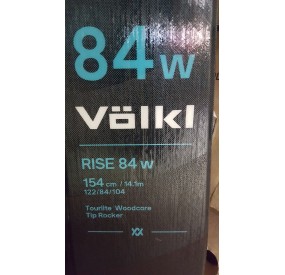 84w
Völkl
RISE 84 w
154 cm / 14.1m
122/84/104
Tourlite Woodcore
Tip Rocker